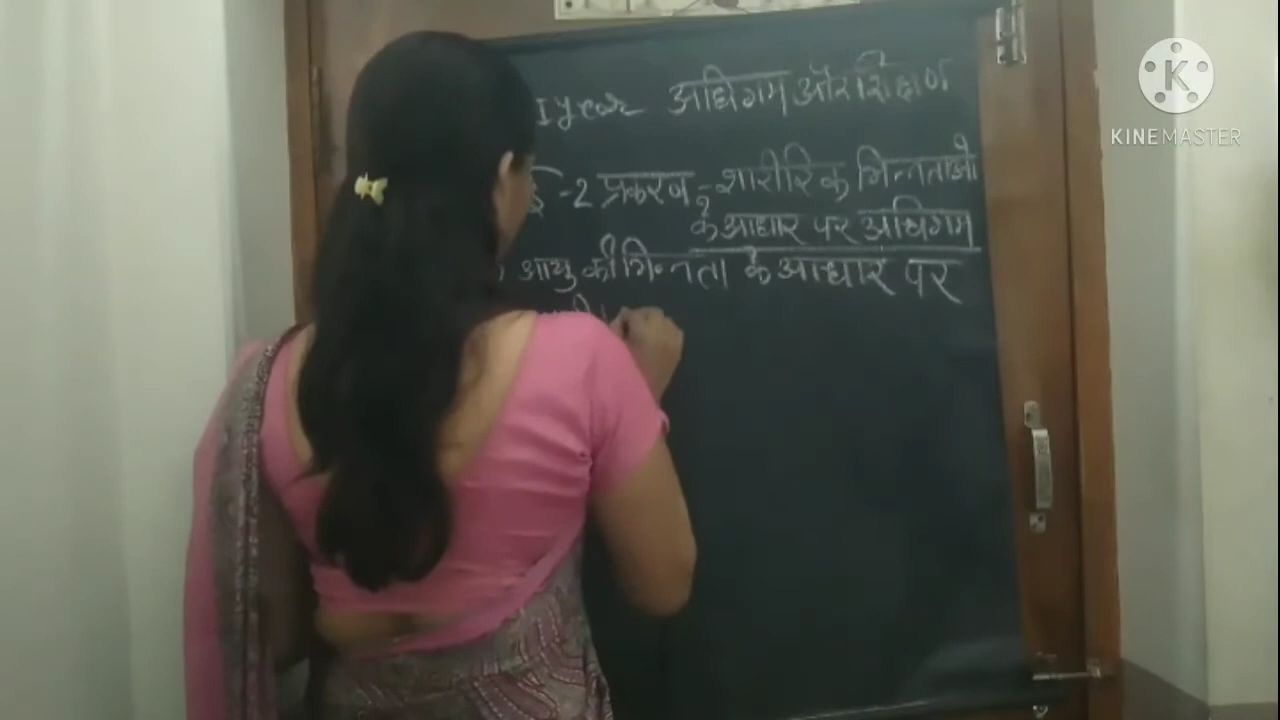 I year अधिगम और शिक्षण
-2 प्रकरण - शारीरिक भिन्नताओ
के आधार पर अधिगम
आयु की भिन्नता के आधार पर
K
KINEMASTER